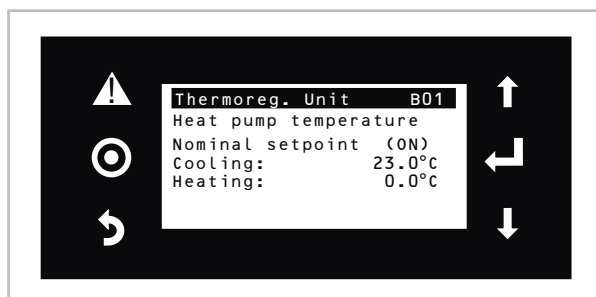 Thermoreg. Unit B01
Heat pump temperature
Nominal setpoint (ON)
Cooling: 23.0°C
Heating: 0.0°C